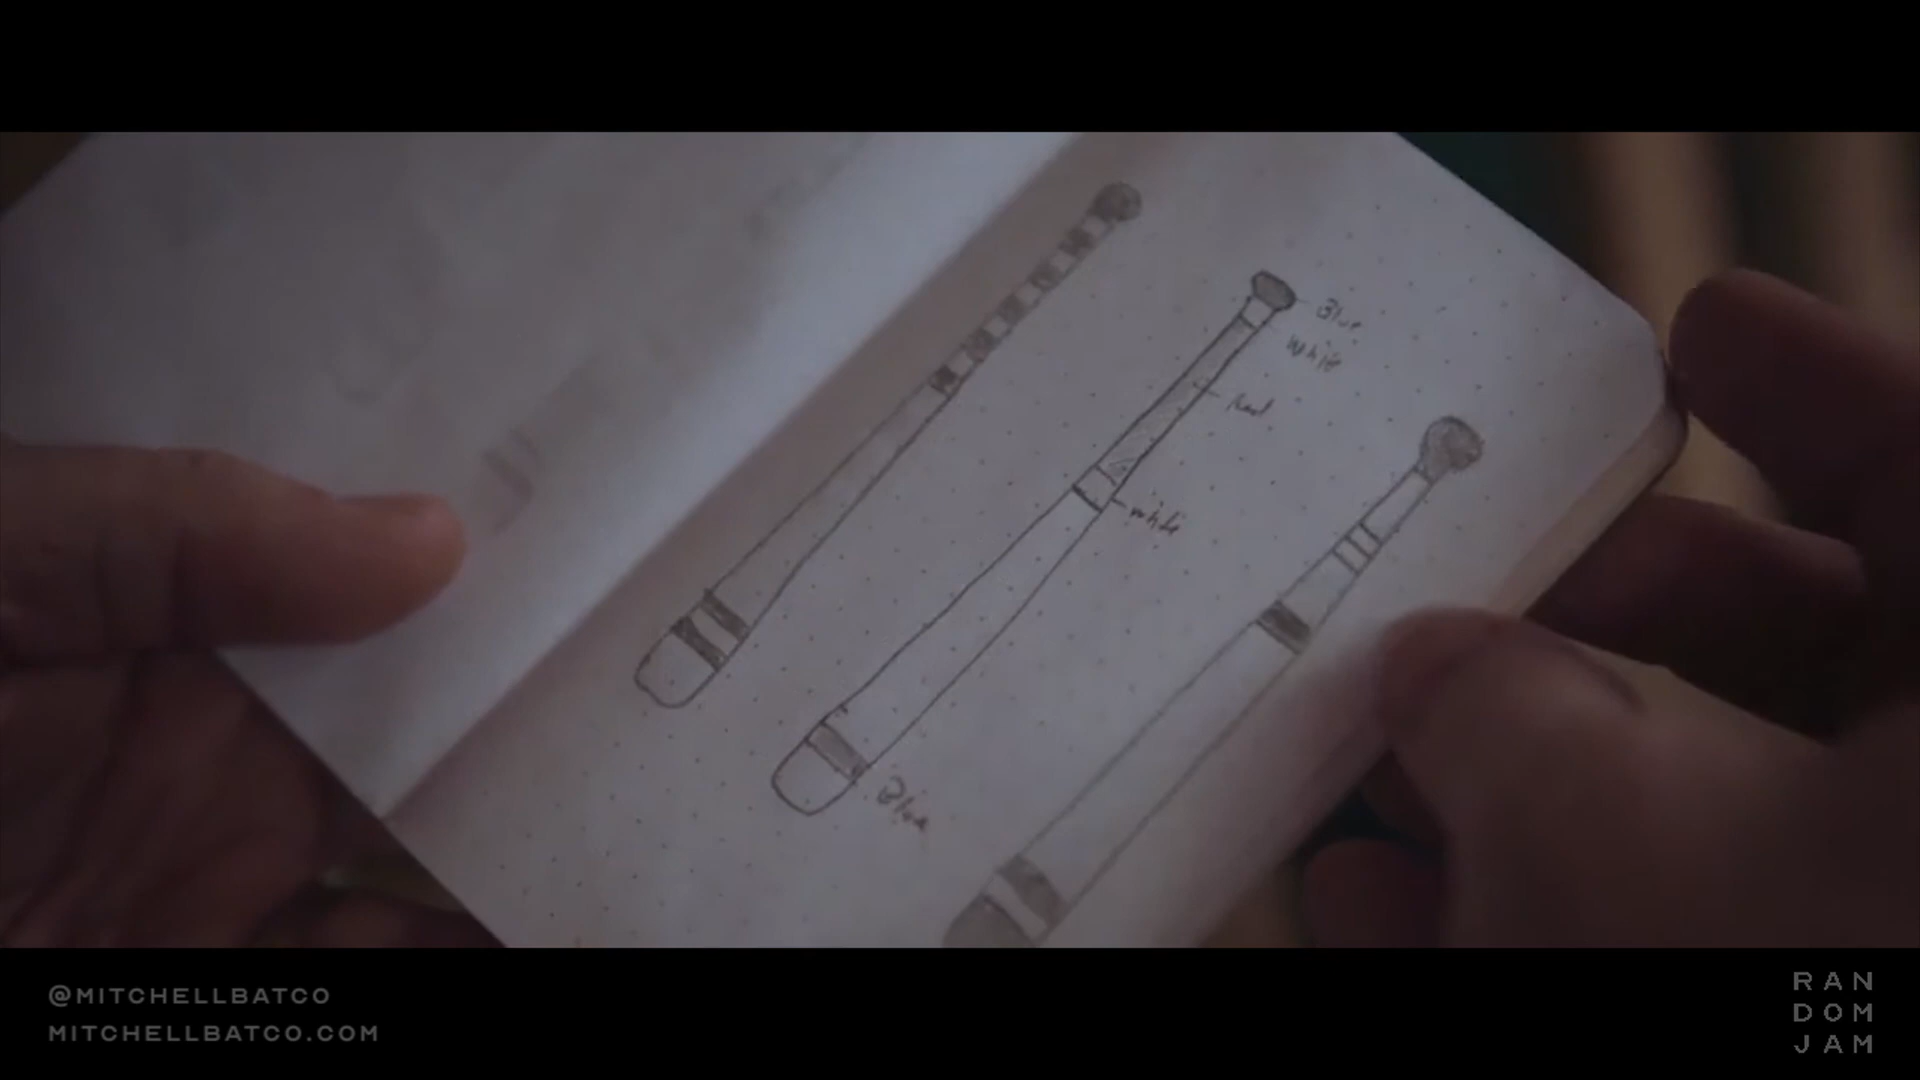 Blue
White
Red
White
Blue
@MITCHELLBATCO
MITCHELLBATCO.COM
RAN
DOM
JAM